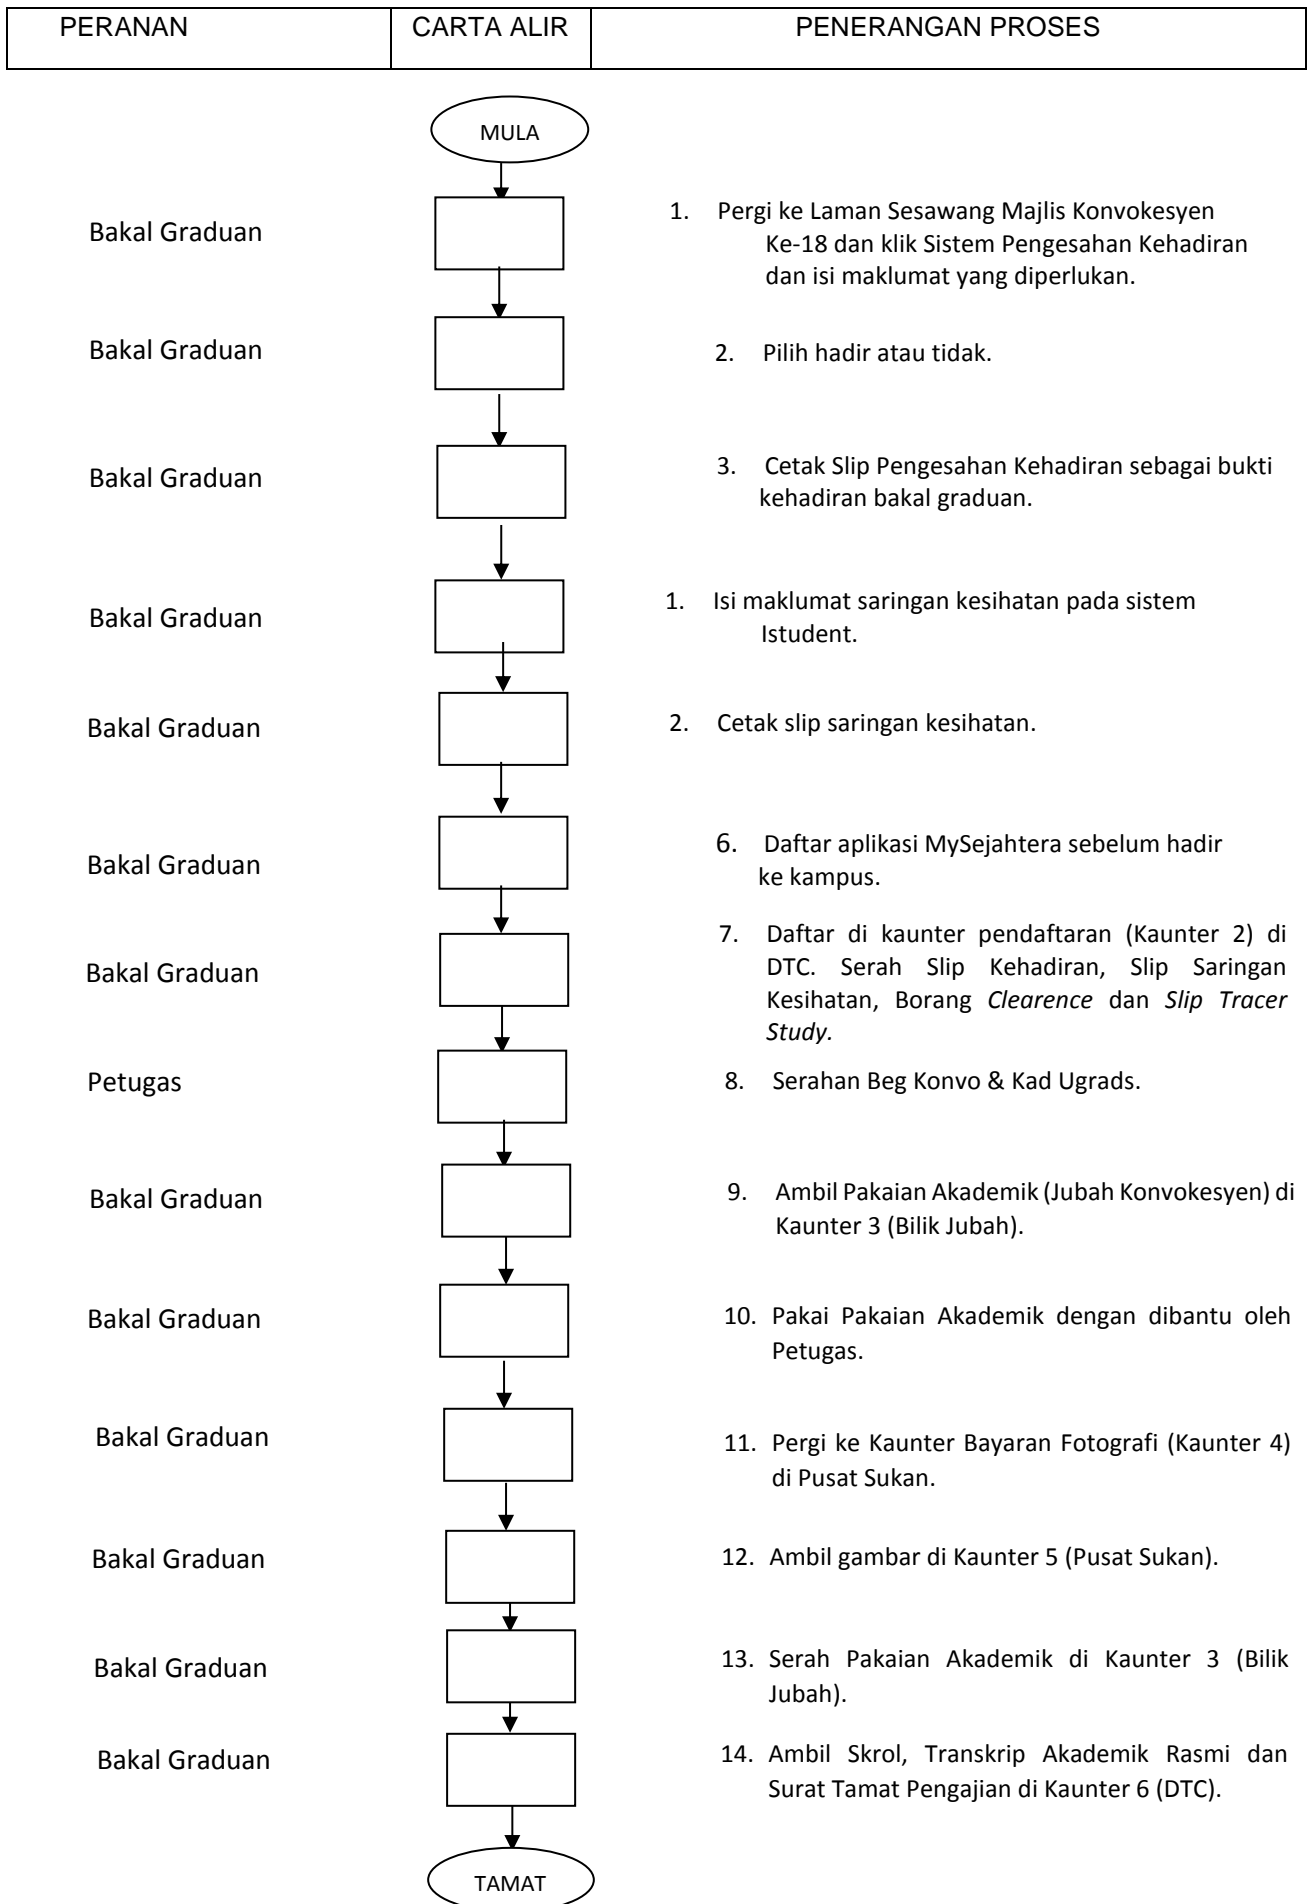 PERANAN
CARTA ALIR
PENERANGAN PROSES
MULA
Bakal Graduan
1. Pergi ke Laman Sesawang Majlis Konvokesyen
Ke-18 dan klik Sistem Pengesahan Kehadiran
dan isi maklumat yang diperlukan.
Bakal Graduan
2. Pilih hadir atau tidak.
Bakal Graduan
3. Cetak Slip Pengesahan Kehadiran sebagai bukti
kehadiran bakal graduan.
Bakal Graduan
1. Isi maklumat saringan kesihatan pada sistem
Istudent.
Bakal Graduan
2. Cetak slip saringan kesihatan.
Bakal Graduan
6. Daftar aplikasi MySejahtera sebelum hadir
ke kampus.
Bakal Graduan
7. Daftar di kaunter pendaftaran (Kaunter 2) di
DTC. Serah Slip Kehadiran, Slip Saringan
Kesihatan, Borang Clearence dan Slip Tracer
Study.
Petugas
8. Serahan Beg Konvo & Kad Ugrads.
Bakal Graduan
9. Ambil Pakaian Akademik (Jubah Konvokesyen) di
Kaunter 3 (Bilik Jubah).
Bakal Graduan
10. Pakai Pakaian Akademik dengan dibantu oleh
Petugas.
Bakal Graduan
11. Pergi ke Kaunter Bayaran Fotografi (Kaunter 4)
di Pusat Sukan.
Bakal Graduan
12. Ambil gambar di Kaunter 5 (Pusat Sukan).
Bakal Graduan
13. Serah Pakaian Akademik di Kaunter 3 (Bilik
Jubah).
Bakal Graduan
14. Ambil Skrol, Transkrip Akademik Rasmi dan
Surat Tamat Pengajian di Kaunter 6 (DTC).
TAMAT